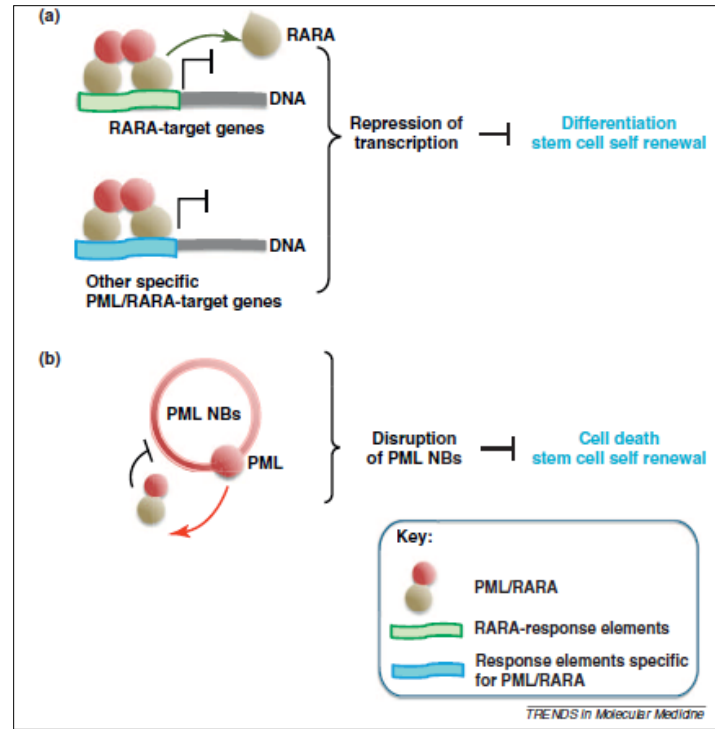 (a)
RARA
DNA
RARA-target genes
Repression of
transcription
Differentiation
stem cell self renewal
DNA
Other specific
PML/RARA-target genes
(b)
PML NBs
PML
Disruption
of PML NBs
Cell death
stem cell self renewal
Key:
PML/RARA
RARA-response elements
Response elements specific
for PML/RARA
TRENDS in Molecular Medicine